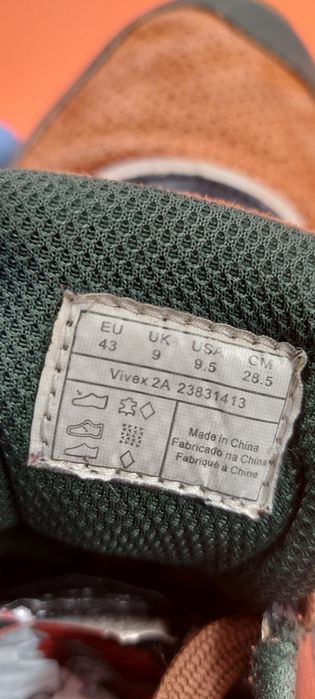 EU UK USA CM
43 9 9.5 28.5
Vivex 2A 23831413
Made in China
Fabricado na China
Fabriqué à Chine